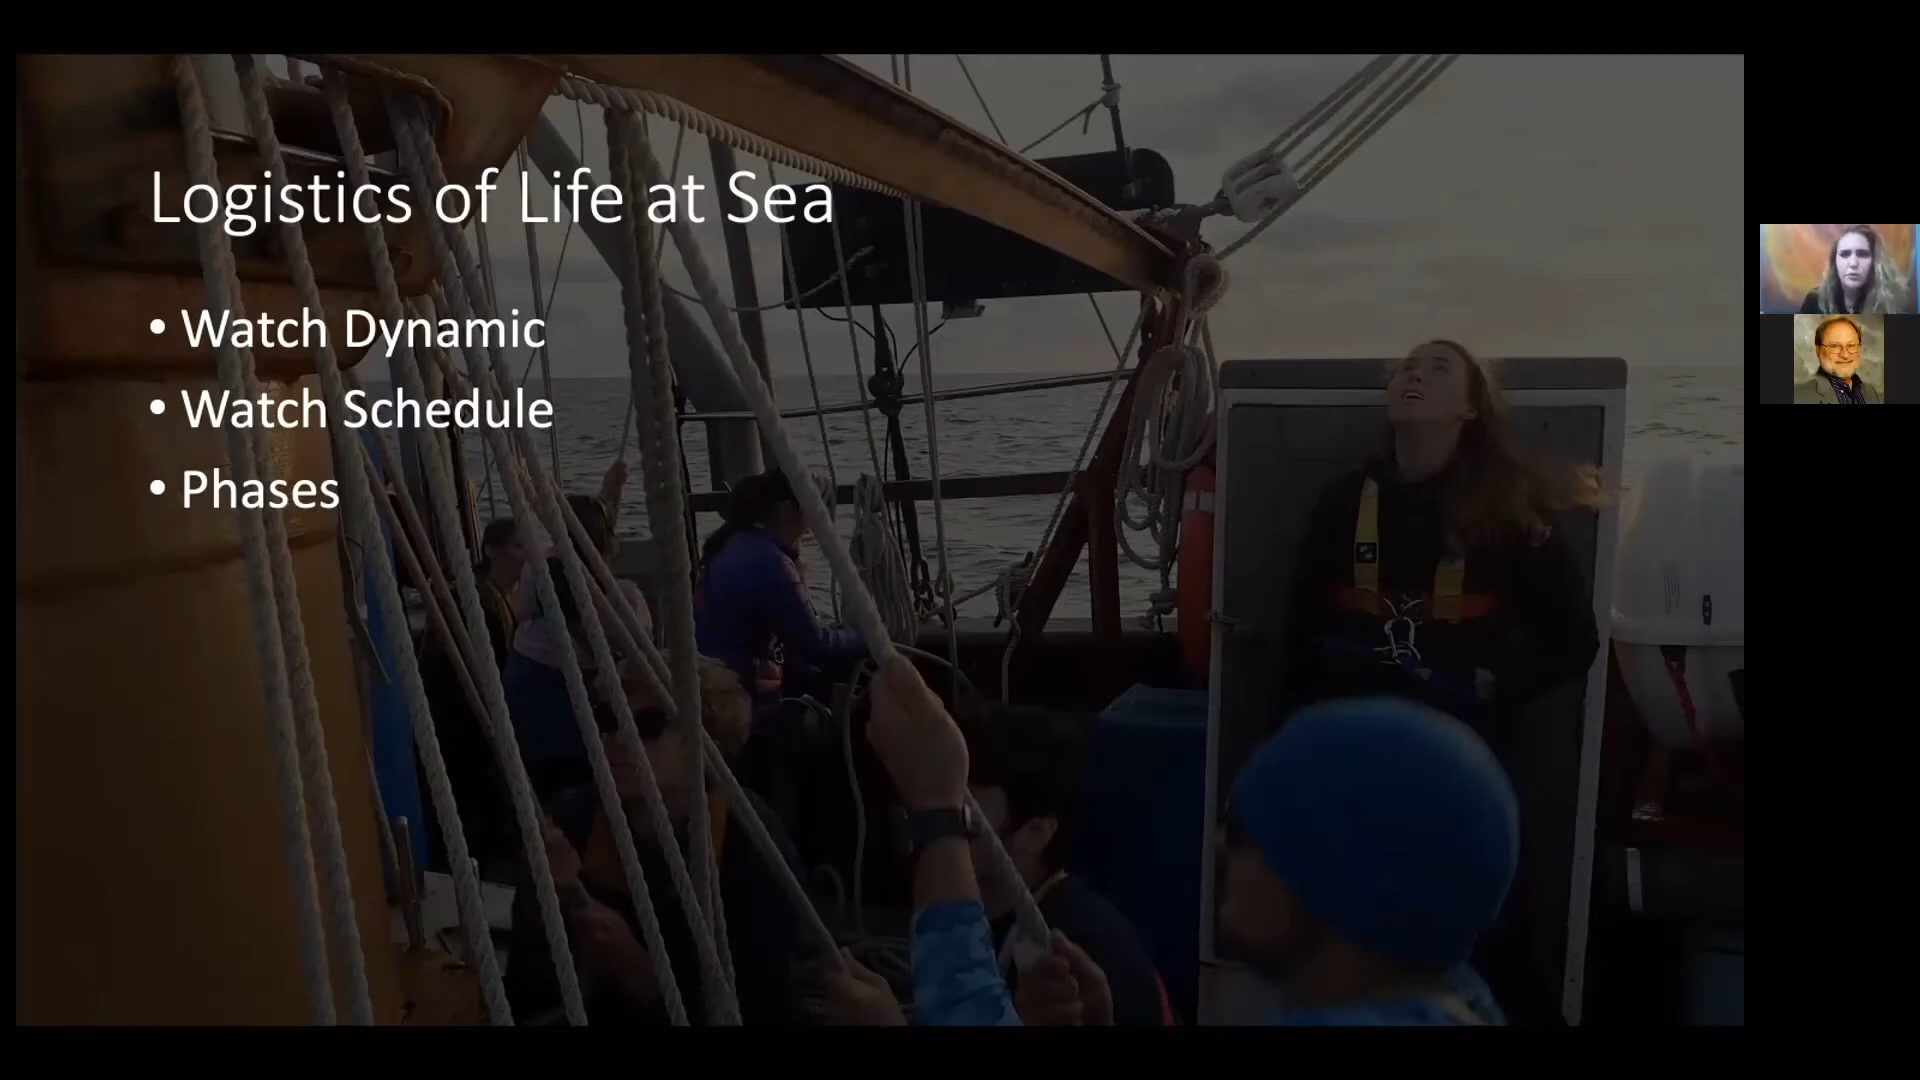 Logistics of Life at Sea
• Watch Dynamic
• Watch Schedule
• Phases